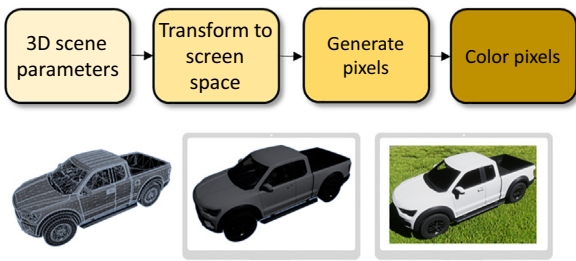 3D scene
parameters
Transform to
screen
space
Generate
pixels
Color pixels